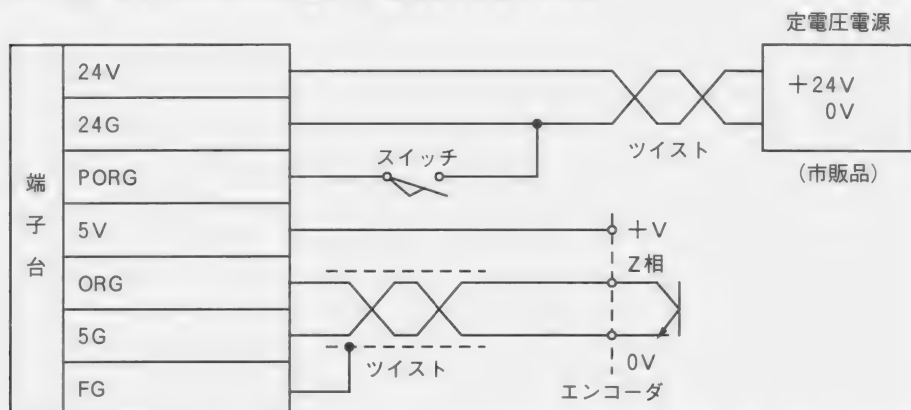 定電圧電源
24V
+24V
0V
24G
ツイスト
スイッチ
(市販品)
PORG
端子台
5V
+V
Z相
ORG
5G
0V
ツイスト
エンコーダ
FG